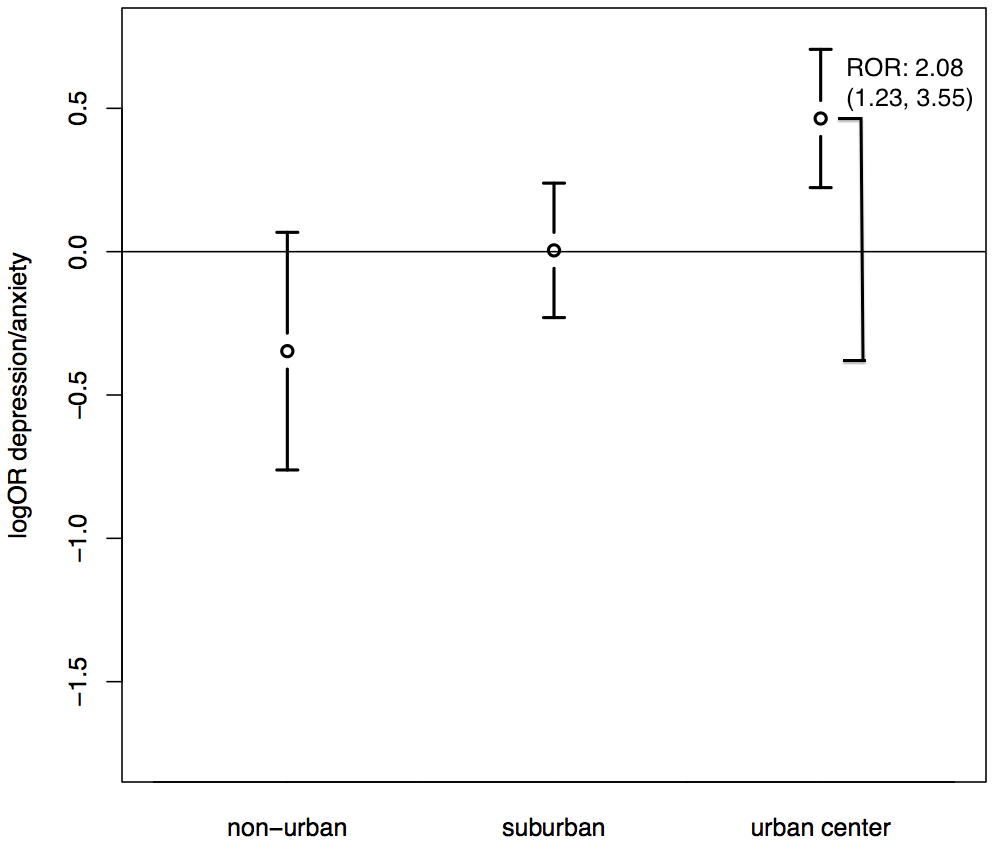 ROR: 2.08
(1.23, 3.55)
0.5
0.0
−0.5
−1.0
−1.5
logOR depression/anxiety
non−urban
suburban
urban center